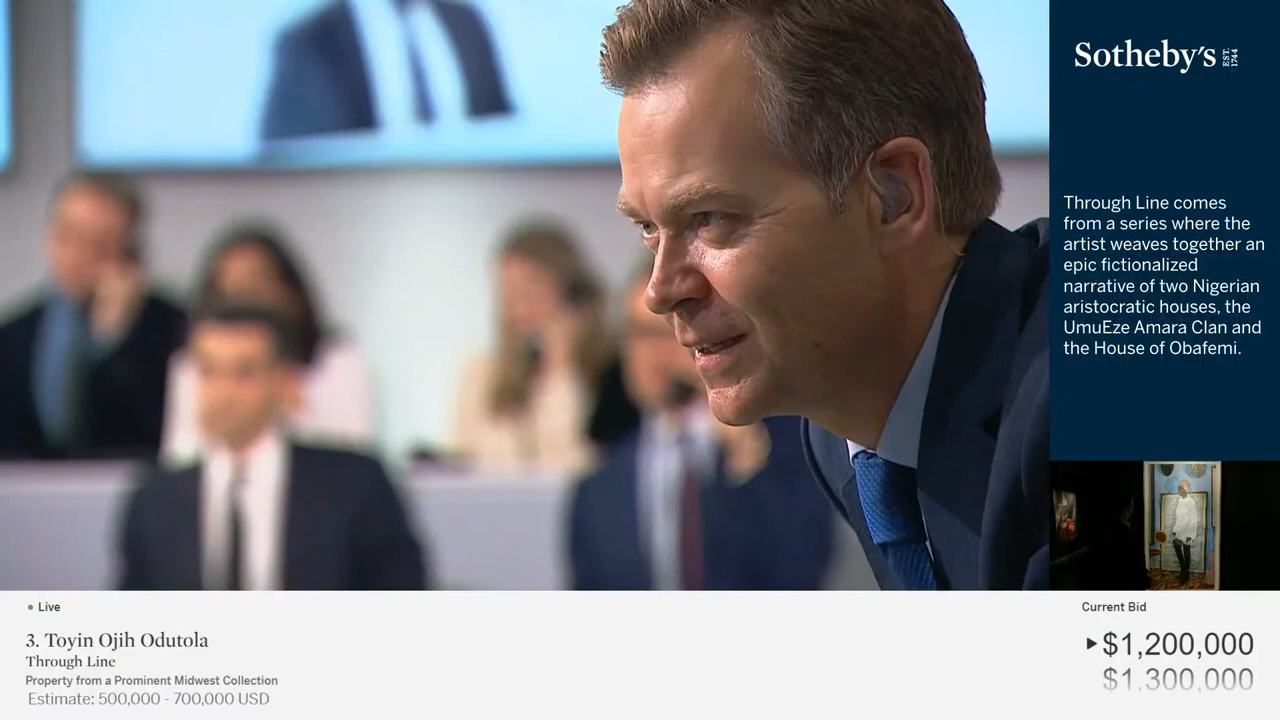 Sotheby's EST. 1744
Through Line comes
from a series where the
artist weaves together an
epic fictionalized
narrative of two Nigerian
aristocratic houses, the
UmuEze Amara Clan and
the House of Obafemi.
Live
Current Bid
3. Toyin Ojih Odutola
Through Line
Property from a Prominent Midwest Collection
Estimate: 500,000 - 700,000 USD
$1,200,000
$1,300,000